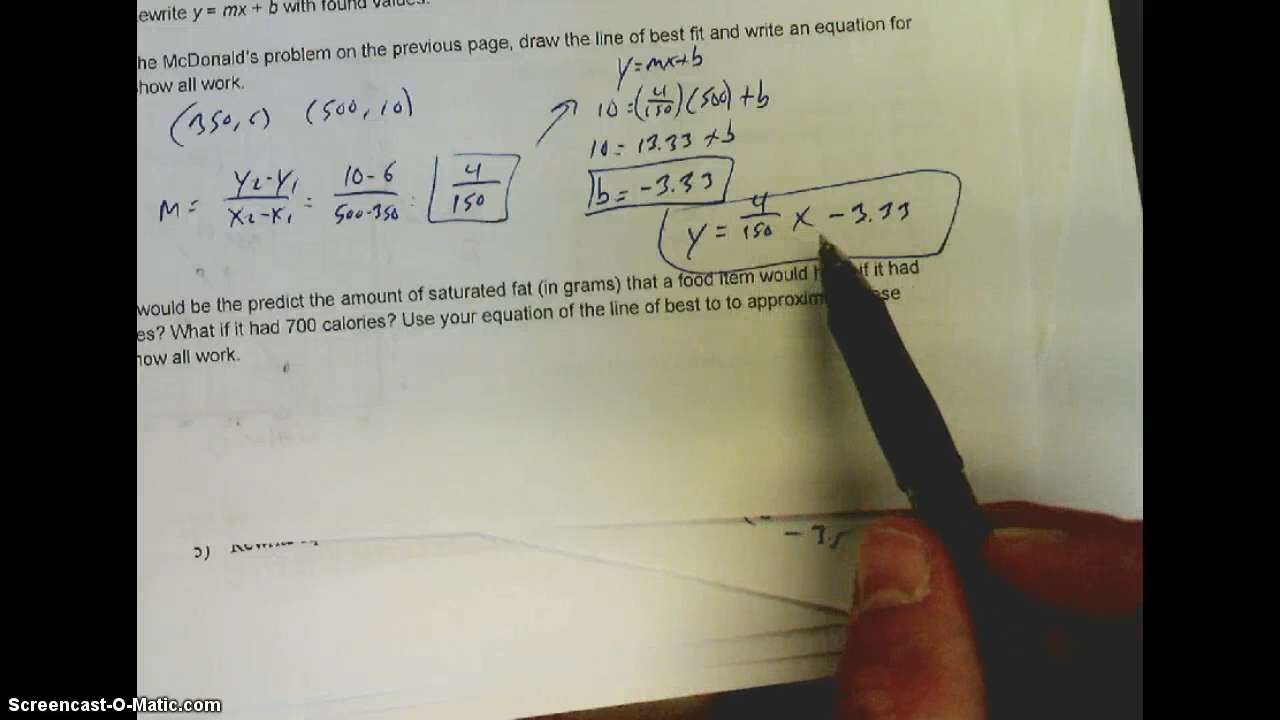 ewrite y = mx + b with found values.
he McDonald's problem on the previous page, draw the line of best fit and write an equation for
how all work.
y=mx+b
(350, 6) (500, 10)
10 = (4/150)(500) + b
10 = 13.33 + b
M = y₂-y₁/x₂-x₁ = 10-6/500-350 = 4/150
b = -3.33
y = 4/150 x - 3.33
would be the predict the amount of saturated fat (in grams) that a food item would if it had
es? What if it had 700 calories? Use your equation of the line of best to to approxim
ow all work.
Screencast-O-Matic.com